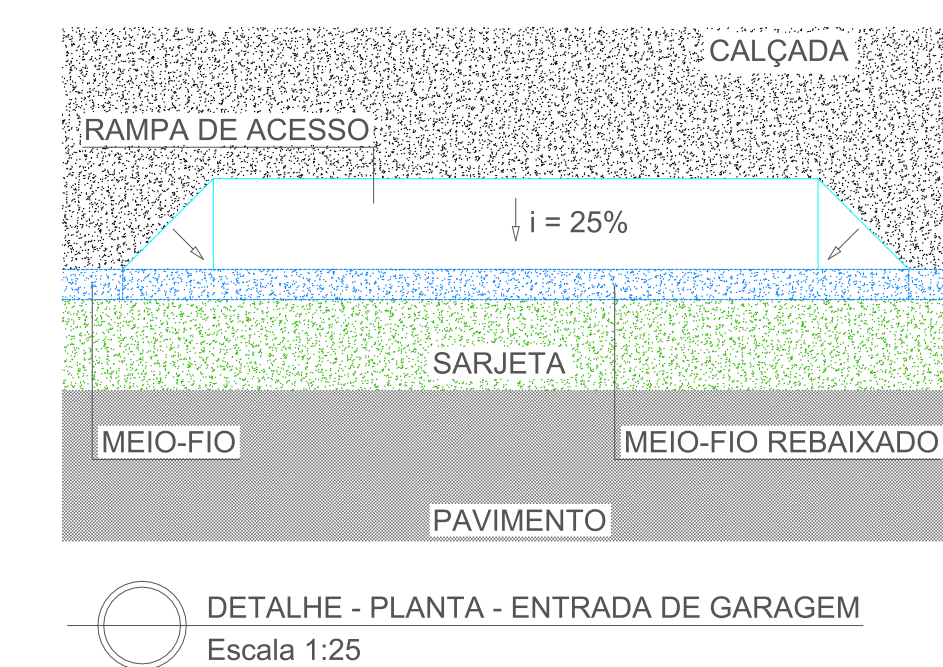 CALÇADA
RAMPA DE ACESSO
i = 25%
SARJETA
MEIO-FIO
MEIO-FIO REBAIXADO
PAVIMENTO
DETALHE - PLANTA - ENTRADA DE GARAGEM
Escala 1:25